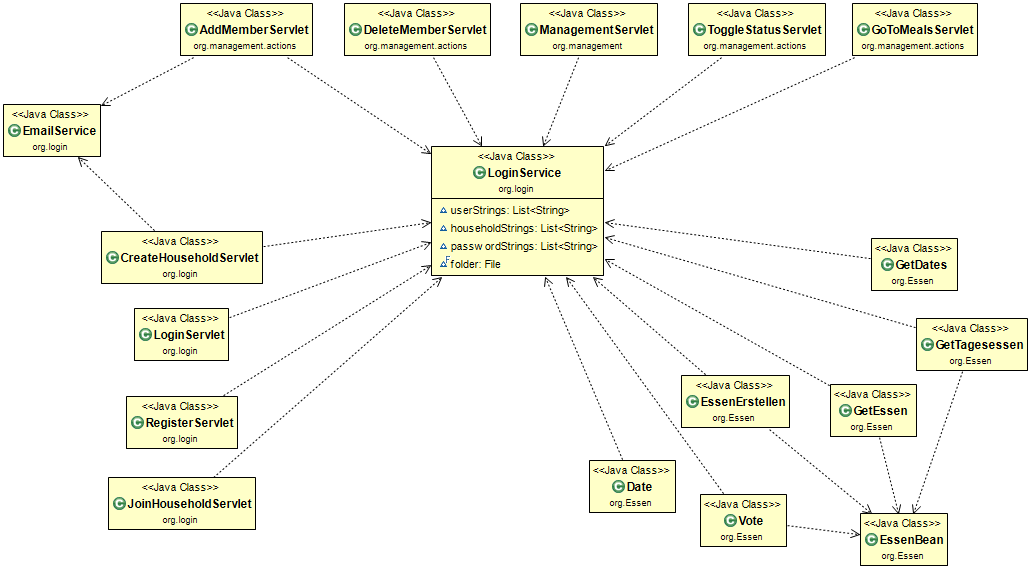 <<Java Class>>
AddMemberServlet
org.management.actions
<<Java Class>>
DeleteMemberServlet
org.management.actions
<<Java Class>>
ManagementServlet
org.management
<<Java Class>>
ToggleStatusServlet
org.management.actions
<<Java Class>>
GoToMealsServlet
org.management.actions
<<Java Class>>
EmailService
org.login
<<Java Class>>
LoginService
org.login
userStrings: List<String>
householdStrings: List<String>
passwordStrings: List<String>
F
folder: File
<<Java Class>>
CreateHouseholdServlet
org.login
<<Java Class>>
GetDates
org.Essen
<<Java Class>>
LoginServlet
org.login
<<Java Class>>
GetTagesessen
org.Essen
<<Java Class>>
EssenErstellen
org.Essen
<<Java Class>>
GetEssen
org.Essen
<<Java Class>>
RegisterServlet
org.login
<<Java Class>>
Date
org.Essen
<<Java Class>>
JoinHouseholdServlet
org.login
<<Java Class>>
Vote
org.Essen
<<Java Class>>
EssenBean
org.Essen